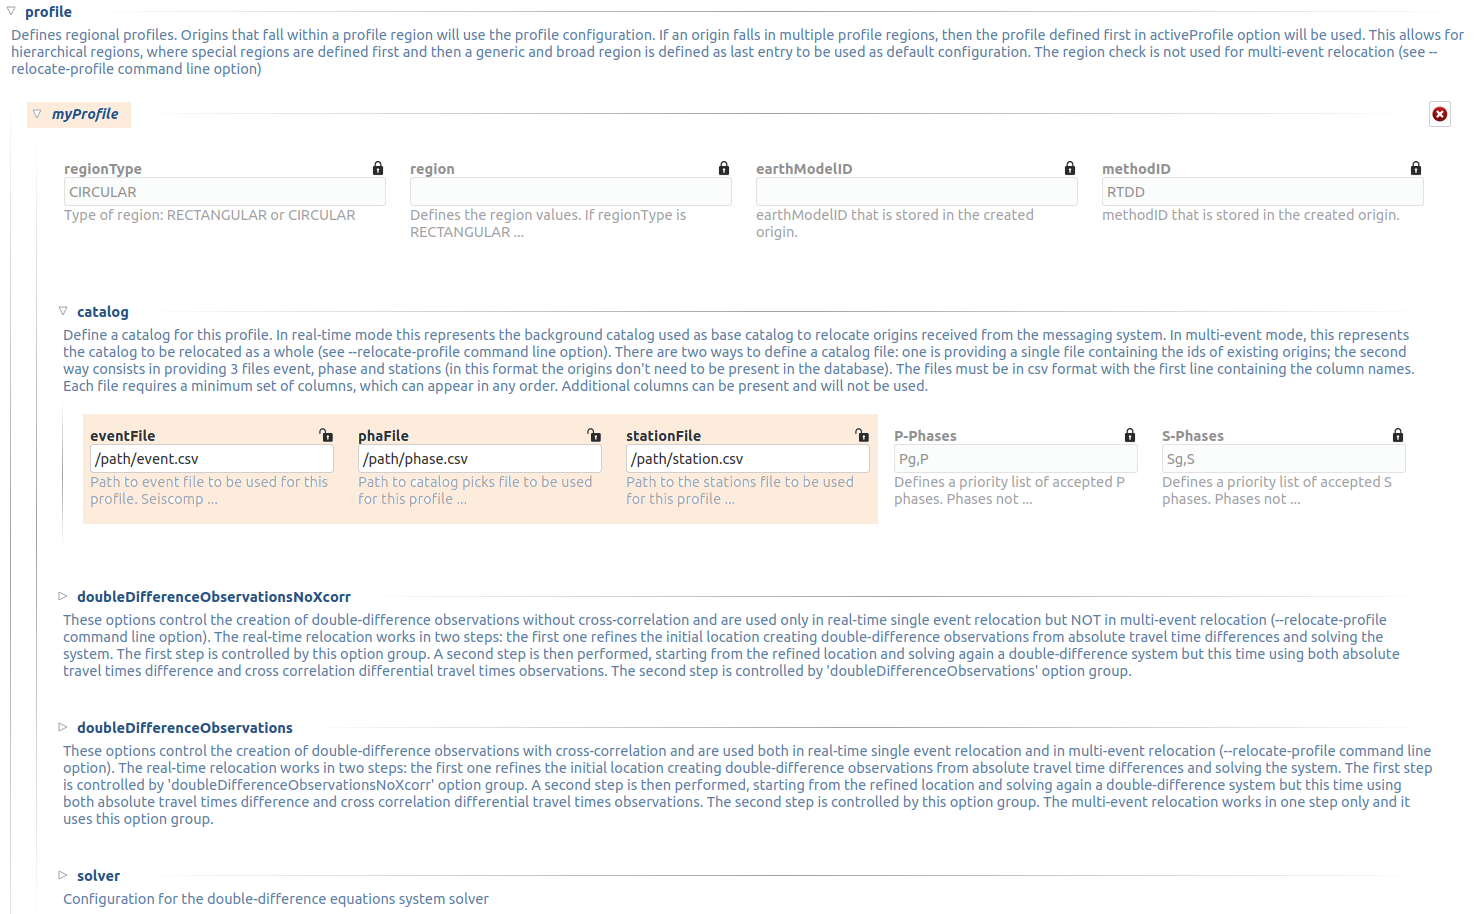 profile
Defines regional profiles. Origins that fall within a profile region will use the profile configuration. If an origin falls in multiple profile regions, then the profile defined first in activeProfile option will be used. This allows for
hierarchical regions, where special regions are defined first and then a generic and broad region is defined as last entry to be used as default configuration. The region check is not used for multi-event relocation (see --
relocate-profile command line option)
myProfile
regionType region earthModelID methodID
CIRCULAR RTDD
Type of region: RECTANGULAR or CIRCULAR Defines the region values. If regionType is earthModelID that is stored in the created methodID that is stored in the created origin.
RECTANGULAR ... origin.
catalog
Define a catalog for this profile. In real-time mode this represents the background catalog used as base catalog to relocate origins received from the messaging system. In multi-event mode, this represents
the catalog to be relocated as a whole (see --relocate-profile command line option). There are two ways to define a catalog file: one is providing a single file containing the ids of existing origins; the second
way consists in providing 3 files event, phase and stations (in this format the origins don't need to be present in the database). The files must be in csv format with the first line containing the column names.
Each file requires a minimum set of columns, which can appear in any order. Additional columns can be present and will not be used.
eventFile phaFile stationFile P-Phases S-Phases
/path/event.csv /path/phase.csv /path/station.csv Pg,P Sg,S
Path to event file to be used for this Path to catalog picks file to be used Path to the stations file to be used Defines a priority list of accepted P Defines a priority list of accepted S
profile. Seiscomp ... for this profile ... for this profile ... phases. Phases not ... phases. Phases not ...
doubleDifferenceObservationsNoXcorr
These options control the creation of double-difference observations without cross-correlation and are used only in real-time single event relocation but NOT in multi-event relocation (--relocate-profile
command line option). The real-time relocation works in two steps: the first one refines the initial location creating double-difference observations from absolute travel time differences and solving the
system. The first step is controlled by this option group. A second step is then performed, starting from the refined location and solving again a double-difference system but this time using both absolute
travel times difference and cross correlation differential travel times observations. The second step is controlled by 'doubleDifferenceObservations' option group.
doubleDifferenceObservations
These options control the creation of double-difference observations with cross-correlation and are used both in real-time single event relocation and in multi-event relocation (--relocate-profile command line
option). The real-time relocation works in two steps: the first one refines the initial location creating double-difference observations from absolute travel time differences and solving the system. The first step
is controlled by 'doubleDifferenceObservationsNoXcorr' option group. A second step is then performed, starting from the refined location and solving again a double-difference system but this time using
both absolute travel times difference and cross correlation differential travel times observations. The second step is controlled by this option group. The multi-event relocation works in one step only and it
uses this option group.
solver
Configuration for the double-difference equations system solver